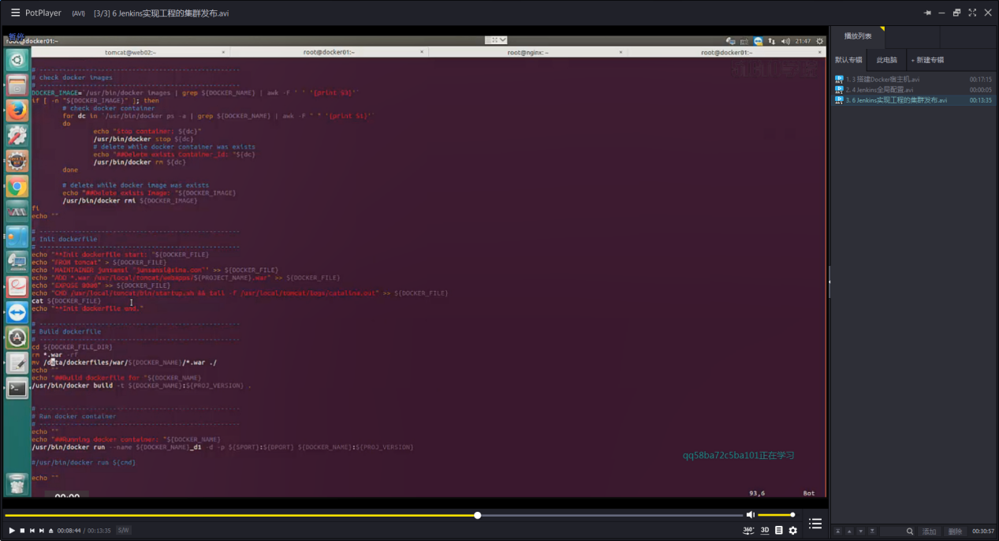 PotPlayer
(AVI)
[3/3] 6 Jenkins实现工程的集群发布.avi
暂停
root@docker01:~
21:47
tomcat@web02:~ ×
root@docker01:~ ×
root@nginx: ~ ×
root@docker01:~ ×
# check docker images
DOCKER_IMAGE=`/usr/bin/docker images | grep ${DOCKER_NAME} | awk -F ' ' '{print $3}'`
if [ -n "${DOCKER_IMAGE}" ]; then
# check docker container
for dc in `/usr/bin/docker ps -a | grep ${DOCKER_NAME} | awk -F " " '{print $1}'`
do
echo "Stop container: ${dc}"
/usr/bin/docker stop ${dc}
# delete while docker container was exists
echo "##Delete exists Container_Id: "${dc}
/usr/bin/docker rm ${dc}
done
# delete while docker image was exists
echo "##Delete exists Image: "${DOCKER_IMAGE}
/usr/bin/docker rmi ${DOCKER_IMAGE}
fi
echo ""
# Init dockerfile
echo "**Init dockerfile start: "${DOCKER_FILE}
echo "FROM tomcat" > ${DOCKER_FILE}
echo 'MAINTAINER junsansi "junsansi@sina.com"' >> ${DOCKER_FILE}
echo "ADD *.war /usr/local/tomcat/webapps/${PROJECT_NAME}.war" >> ${DOCKER_FILE}
echo "EXPOSE 8080" >> ${DOCKER_FILE}
echo "CMD /usr/local/tomcat/bin/startup.sh && tail -f /usr/local/tomcat/logs/catalina.out" >> ${DOCKER_FILE}
cat ${DOCKER_FILE}
echo "**Init dockerfile end."
# Build dockerfile
cd ${DOCKER_FILE_DIR}
rm *.war -rf
mv /data/dockerfiles/war/${DOCKER_NAME}/*.war ./
echo ""
echo "##Build dockerfile for "${DOCKER_NAME}
/usr/bin/docker build -t ${DOCKER_NAME}:${PROJ_VERSION} .
# Run docker container
echo ""
echo "##Running docker container: "${DOCKER_NAME}
/usr/bin/docker run --name ${DOCKER_NAME}_d1 -d -p ${SPORT}:${DPORT} ${DOCKER_NAME}:${PROJ_VERSION}
#/usr/bin/docker run ${cmd}
echo ""
qq58ba72c5ba101正在学习
93,6
Bot
00:08:44 / 00:13:35
S/W
360°
3D
播放列表
默认专辑
此电脑
+ 新建专辑
1. 3 搭建Docker宿主机.avi 00:17:15
2. 4 Jenkins全局配置.avi 00:00:05
3. 6 Jenkins实现工程的集群发布.avi 00:13:35
添加
删除
00:30:57